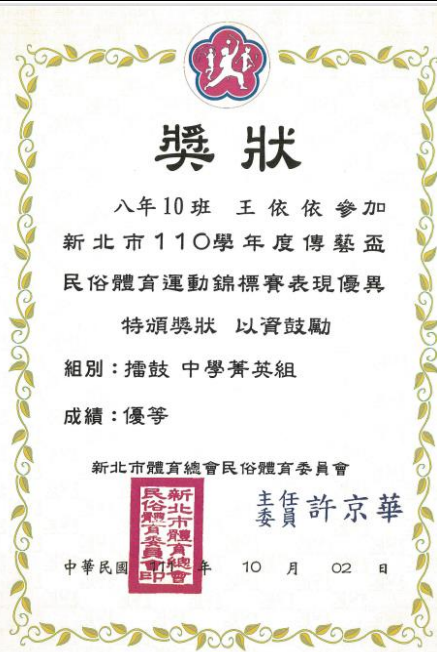 獎狀
八年10班 王依依參加
新北市110學年度傳藝盃
民俗體育運動錦標賽表現優異
特頒獎狀 以資鼓勵
組別：擂鼓 中學菁英組
成績：優等
新北市體育總會民俗體育委員會
主任委員 許京華
新北市體育總會
民俗體育委員會印
中華民國 年 10 月 02 日